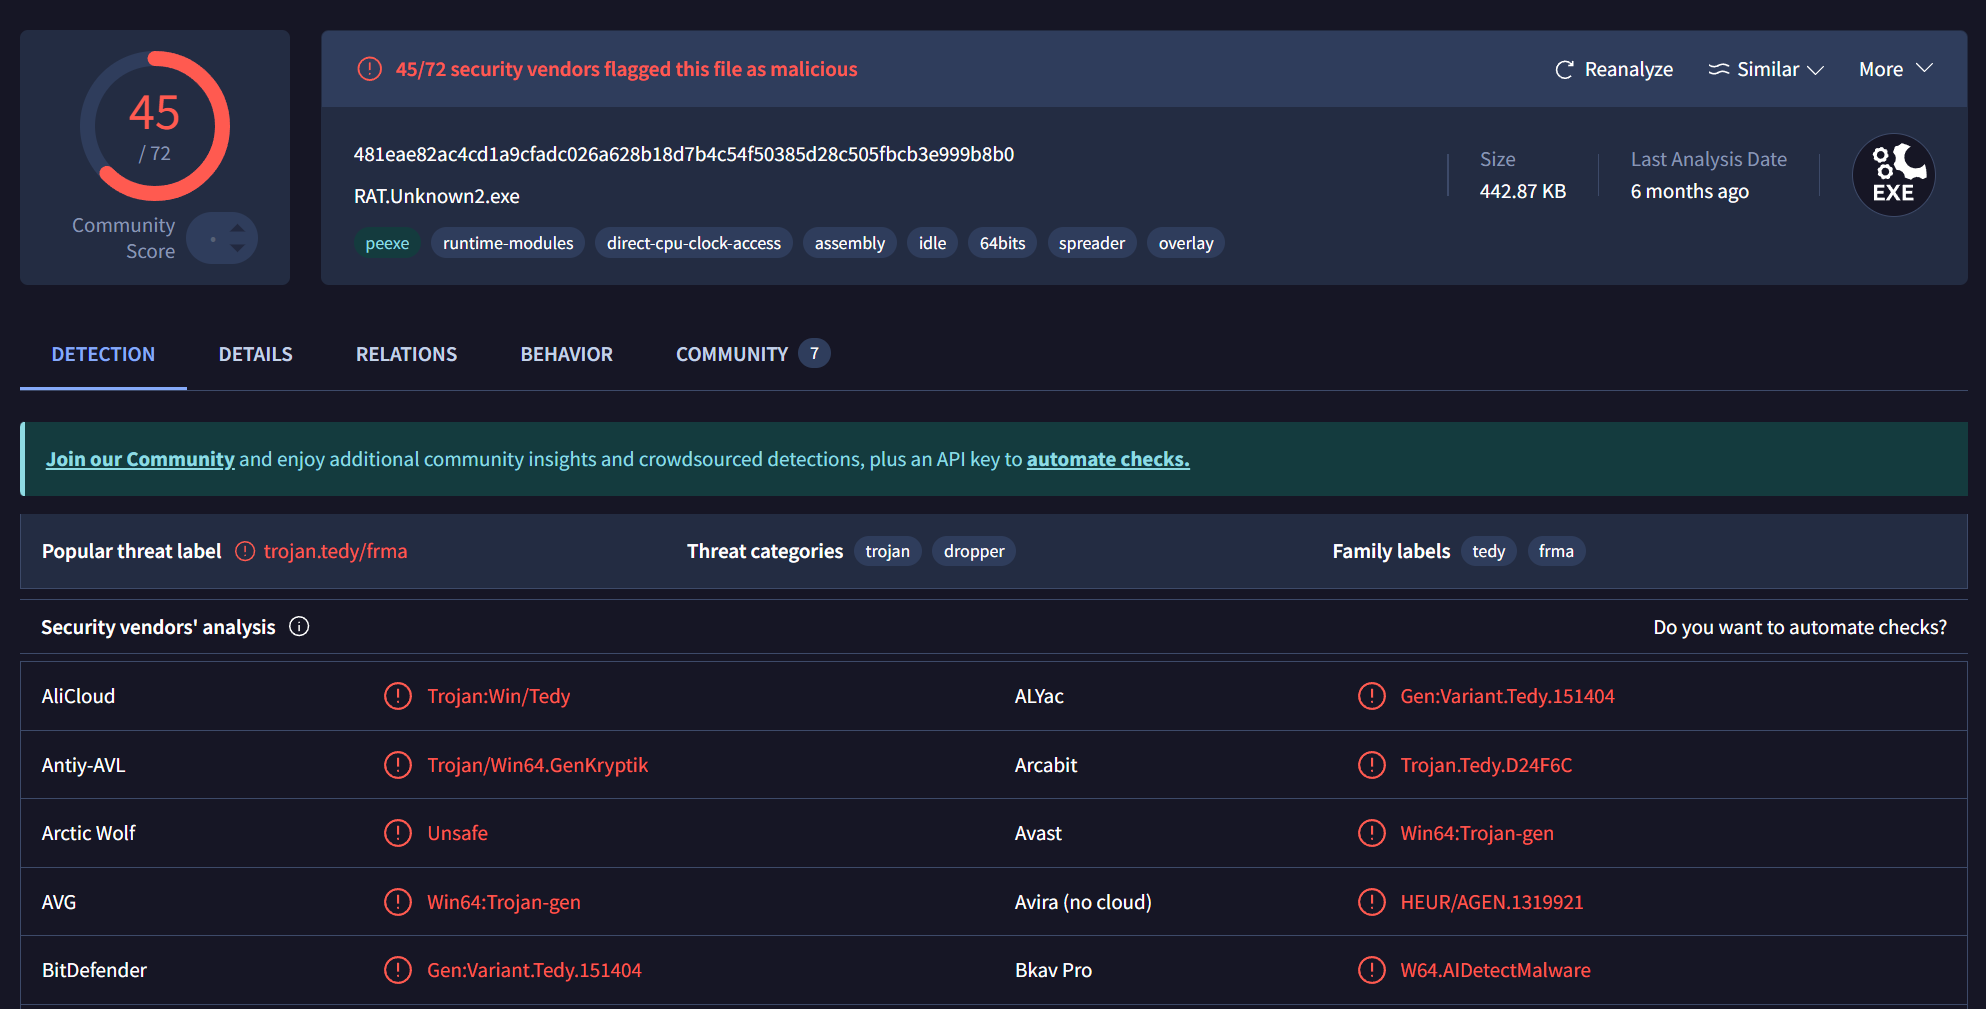 45
/ 72
Community
Score
45/72 security vendors flagged this file as malicious
Reanalyze
Similar
More
481eae82ac4cd1a9cfadc026a628b18d7b4c54f50385d28c505fbcb3e999b8b0
RAT.Unknown2.exe
peexe runtime-modules direct-cpu-clock-access assembly idle 64bits spreader overlay
Size
442.87 KB
Last Analysis Date
6 months ago
EXE
DETECTION DETAILS RELATIONS BEHAVIOR COMMUNITY 7
Join our Community and enjoy additional community insights and crowdsourced detections, plus an API key to automate checks.
Popular threat label trojan.tedy/frma Threat categories trojan dropper Family labels tedy frma
Security vendors' analysis Do you want to automate checks?
AliCloud Trojan:Win/Tedy ALYac Gen:Variant.Tedy.151404
Antiy-AVL Trojan/Win64.GenKryptik Arcabit Trojan.Tedy.D24F6C
Arctic Wolf Unsafe Avast Win64:Trojan-gen
AVG Win64:Trojan-gen Avira (no cloud) HEUR/AGEN.1319921
BitDefender Gen:Variant.Tedy.151404 Bkav Pro W64.AIDetectMalware